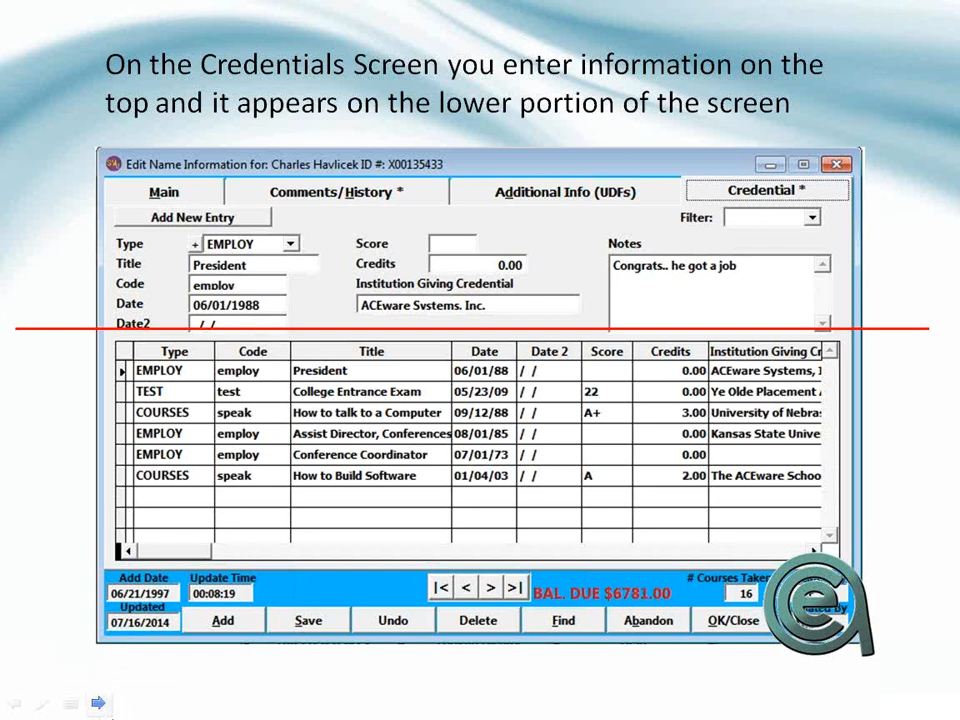 On the Credentials Screen you enter information on the
top and it appears on the lower portion of the screen
Edit Name Information for: Charles Havlicek ID #: X00135433
Main Comments/History * Additional Info (UDFs) Credential *
Add New Entry Filter:
Type + EMPLOY Score Notes
Title President Credits 0.00 Congrats.. he got a job
Code employ Institution Giving Credential
Date 06/01/1988 ACEware Systems, Inc.
Date2 / /
Type Code Title Date Date 2 Score Credits Institution Giving Cr
EMPLOY employ President 06/01/88 / / 0.00 ACEware Systems, I
TEST test College Entrance Exam 05/23/09 / / 22 0.00 Ye Olde Placement
COURSES speak How to talk to a Computer 09/12/88 / / A+ 3.00 University of Nebras
EMPLOY employ Assist Director, Conferences 08/01/85 / / 0.00 Kansas State Unive
EMPLOY employ Conference Coordinator 07/01/73 / / 0.00
COURSES speak How to Build Software 01/04/03 / / A 2.00 The ACEware Schoo
Add Date Update Time |< < > >| # Courses Taken
06/21/1997 00:08:19 BAL. DUE $6781.00 16
Updated
07/16/2014 Add Save Undo Delete Find Abandon OK/Close